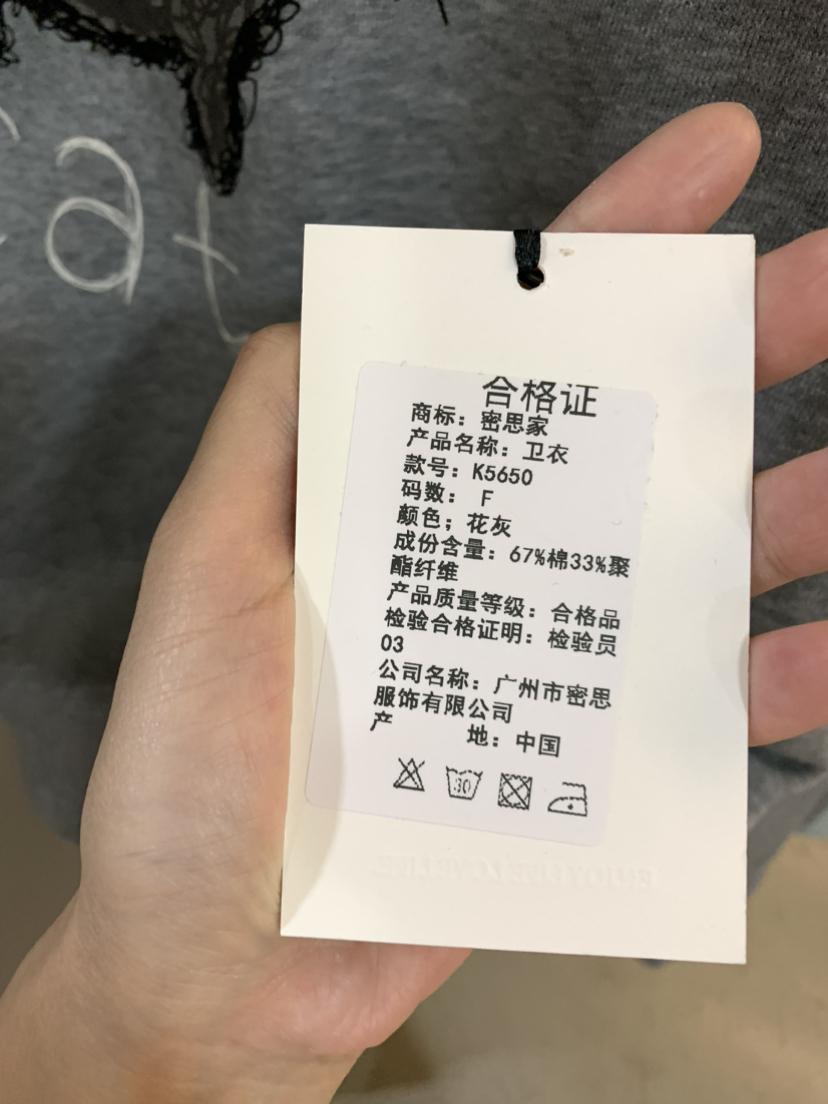 at
合格证
商标：密思家
产品名称：卫衣
款号：K5650
码数： F
颜色；花灰
成份含量：67%棉33%聚
酯纤维
产品质量等级：合格品
检验合格证明：检验员
03
公司名称：广州市密思
服饰有限公司
产 地：中国
30